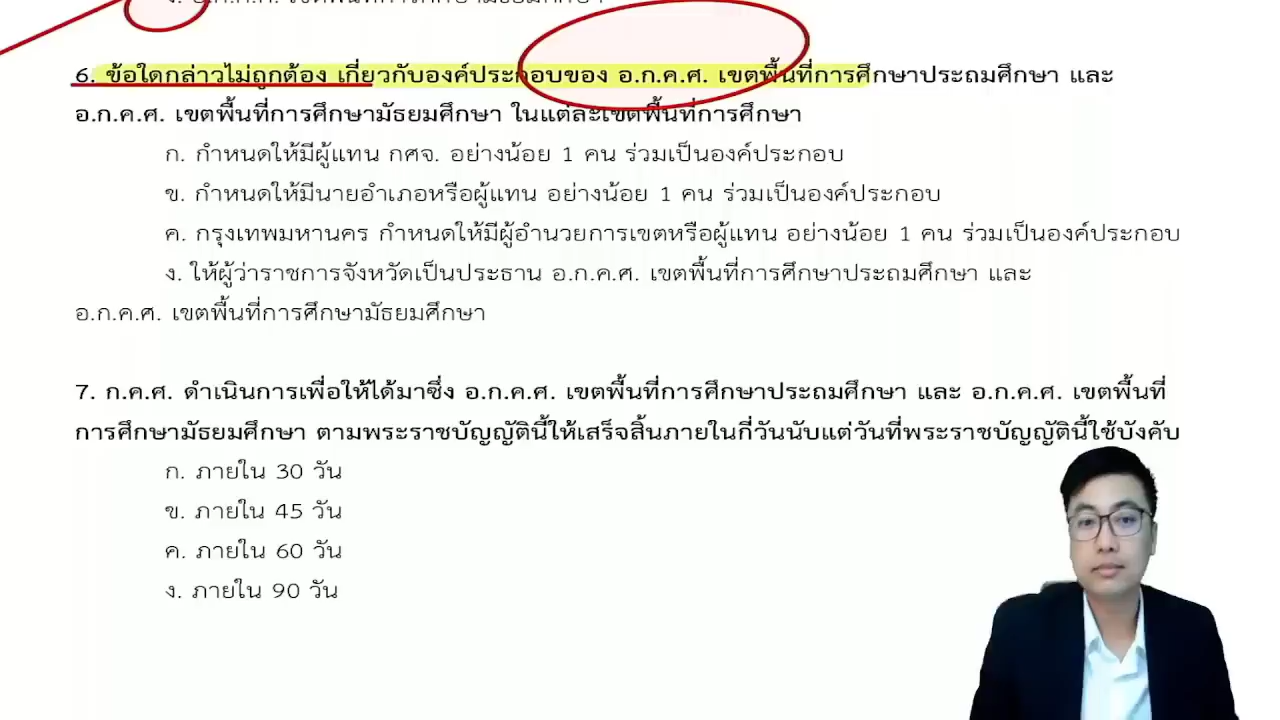 ง. อ.ก.ค.ศ. เขตพื้นที่การศึกษามัธยมศึกษา
6. ข้อใดกล่าวไม่ถูกต้อง เกี่ยวกับองค์ประกอบของ อ.ก.ค.ศ. เขตพื้นที่การศึกษาประถมศึกษา และ
อ.ก.ค.ศ. เขตพื้นที่การศึกษามัธยมศึกษา ในแต่ละเขตพื้นที่การศึกษา
ก. กำหนดให้มีผู้แทน กศจ. อย่างน้อย 1 คน ร่วมเป็นองค์ประกอบ
ข. กำหนดให้มีนายอำเภอหรือผู้แทน อย่างน้อย 1 คน ร่วมเป็นองค์ประกอบ
ค. กรุงเทพมหานคร กำหนดให้มีผู้อำนวยการเขตหรือผู้แทน อย่างน้อย 1 คน ร่วมเป็นองค์ประกอบ
ง. ให้ผู้ว่าราชการจังหวัดเป็นประธาน อ.ก.ค.ศ. เขตพื้นที่การศึกษาประถมศึกษา และ
อ.ก.ค.ศ. เขตพื้นที่การศึกษามัธยมศึกษา
7. ก.ค.ศ. ดำเนินการเพื่อให้ได้มาซึ่ง อ.ก.ค.ศ. เขตพื้นที่การศึกษาประถมศึกษา และ อ.ก.ค.ศ. เขตพื้นที่
การศึกษามัธยมศึกษา ตามพระราชบัญญัตินี้ให้เสร็จสิ้นภายในกี่วันนับแต่วันที่พระราชบัญญัตินี้ใช้บังคับ
ก. ภายใน 30 วัน
ข. ภายใน 45 วัน
ค. ภายใน 60 วัน
ง. ภายใน 90 วัน